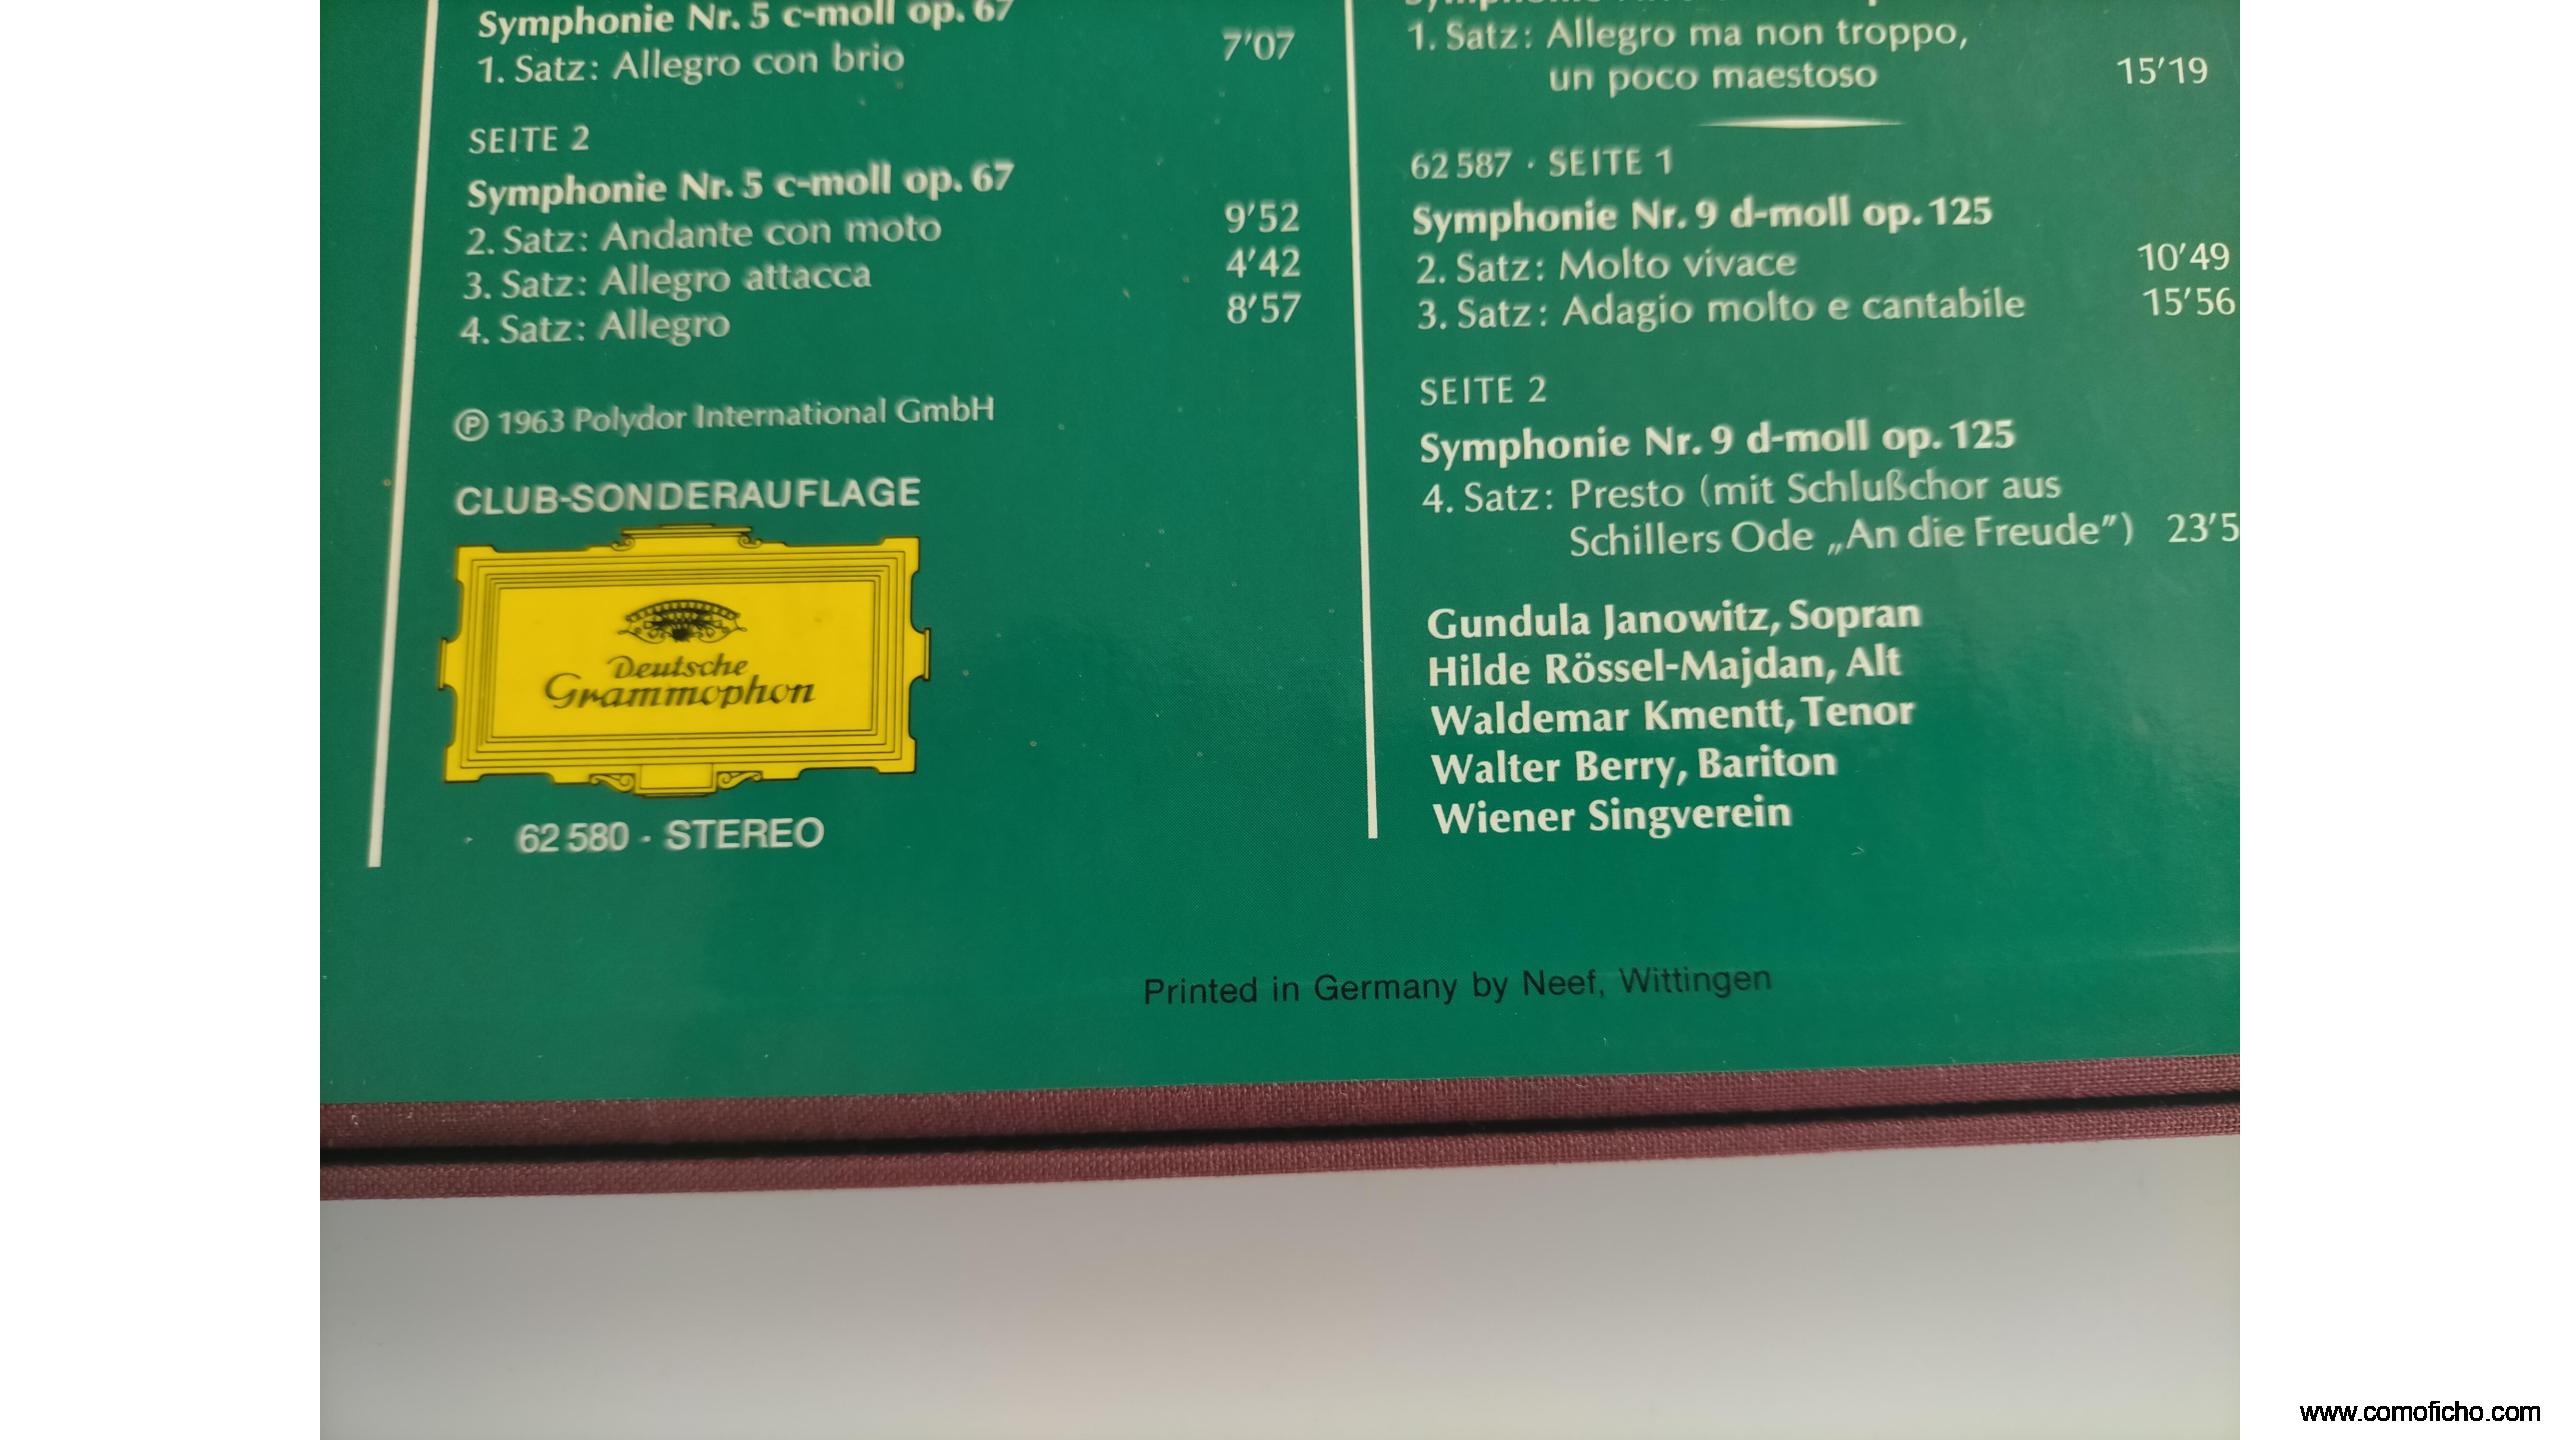 Symphonie Nr. 5 c-moll op. 67
1. Satz: Allegro con brio 7'07
SEITE 2
Symphonie Nr. 5 c-moll op. 67
2. Satz: Andante con moto 9'52
3. Satz: Allegro attacca 4'42
4. Satz: Allegro 8'57
Ⓟ 1963 Polydor International GmbH
CLUB-SONDERAUFLAGE
Deutsche
Grammophon
62 580 - STEREO
1. Satz: Allegro ma non troppo,
un poco maestoso 15'19
62 587 · SEITE 1
Symphonie Nr. 9 d-moll op. 125
2. Satz: Molto vivace 10'49
3. Satz: Adagio molto e cantabile 15'56
SEITE 2
Symphonie Nr. 9 d-moll op. 125
4. Satz: Presto (mit Schlußchor aus
Schillers Ode „An die Freude") 23'5
Gundula Janowitz, Sopran
Hilde Rössel-Majdan, Alt
Waldemar Kmentt, Tenor
Walter Berry, Bariton
Wiener Singverein
Printed in Germany by Neef, Wittingen
www.comoficho.com